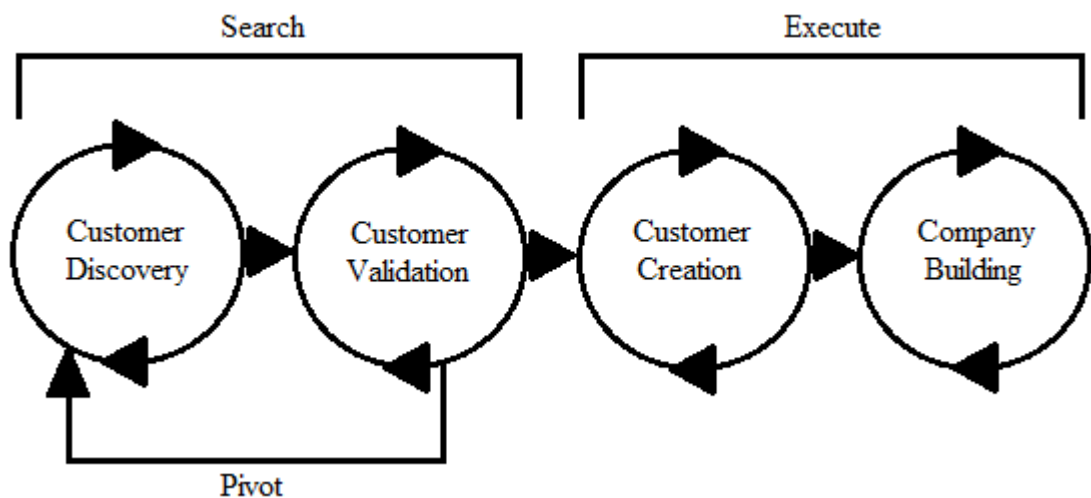 Search
Execute
Customer
Discovery
Customer
Validation
Customer
Creation
Company
Building
Pivot